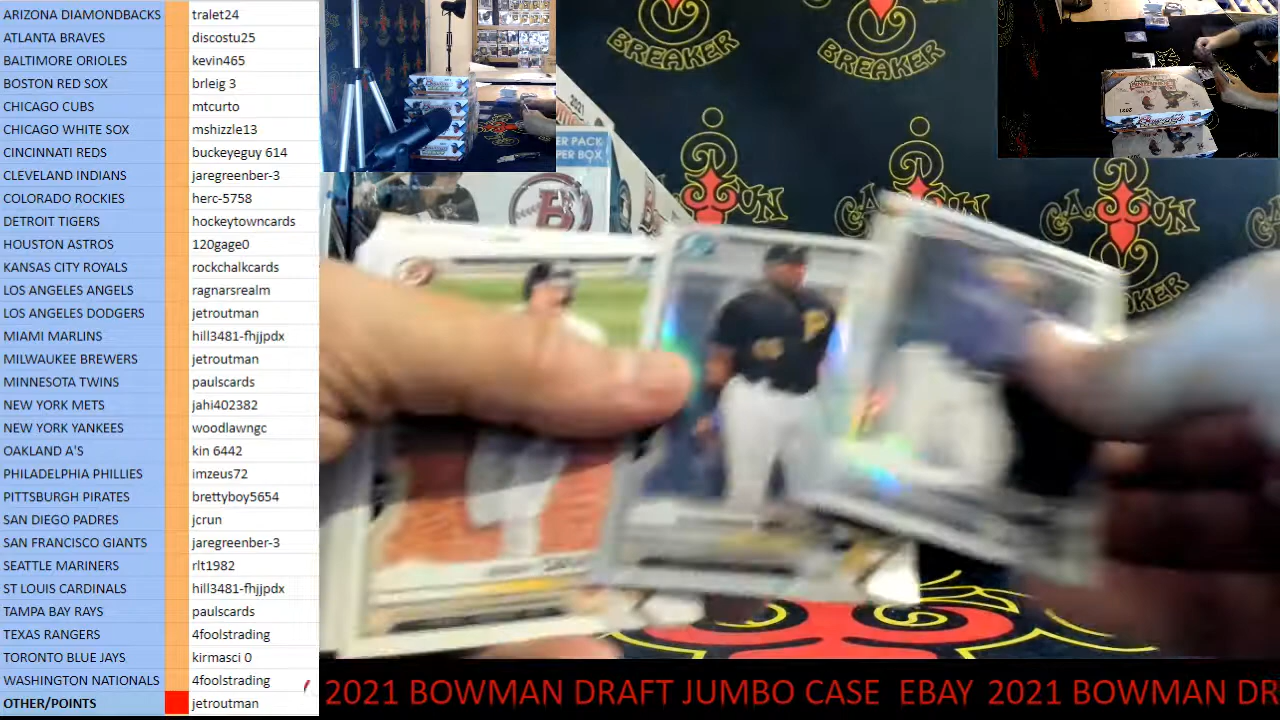 ARIZONA DIAMONDBACKS tralet24
ATLANTA BRAVES discostu25
BALTIMORE ORIOLES kevin465
BOSTON RED SOX brleig 3
CHICAGO CUBS mtcurto
CHICAGO WHITE SOX mshizzle13
CINCINNATI REDS buckeyeguy 614
CLEVELAND INDIANS jaregreenber-3
COLORADO ROCKIES herc-5758
DETROIT TIGERS hockeytowncards
HOUSTON ASTROS 120gage0
KANSAS CITY ROYALS rockchalkcards
LOS ANGELES ANGELS ragnarsrealm
LOS ANGELES DODGERS jetroutman
MIAMI MARLINS hill3481-fhjjpdx
MILWAUKEE BREWERS jetroutman
MINNESOTA TWINS paulscards
NEW YORK METS jahi402382
NEW YORK YANKEES woodlawngc
OAKLAND A'S kin 6442
PHILADELPHIA PHILLIES imzeus72
PITTSBURGH PIRATES brettyboy5654
SAN DIEGO PADRES jcrun
SAN FRANCISCO GIANTS jaregreenber-3
SEATTLE MARINERS rlt1982
ST LOUIS CARDINALS hill3481-fhjjpdx
TAMPA BAY RAYS paulscards
TEXAS RANGERS 4foolstrading
TORONTO BLUE JAYS kirmasci 0
WASHINGTON NATIONALS 4foolstrading
OTHER/POINTS jetroutman
BREAKER
BREAKER
2021
ER PACK
PER BOX
BREAKER
2021 BOWMAN DRAFT JUMBO CASE EBAY 2021 BOWMAN DR